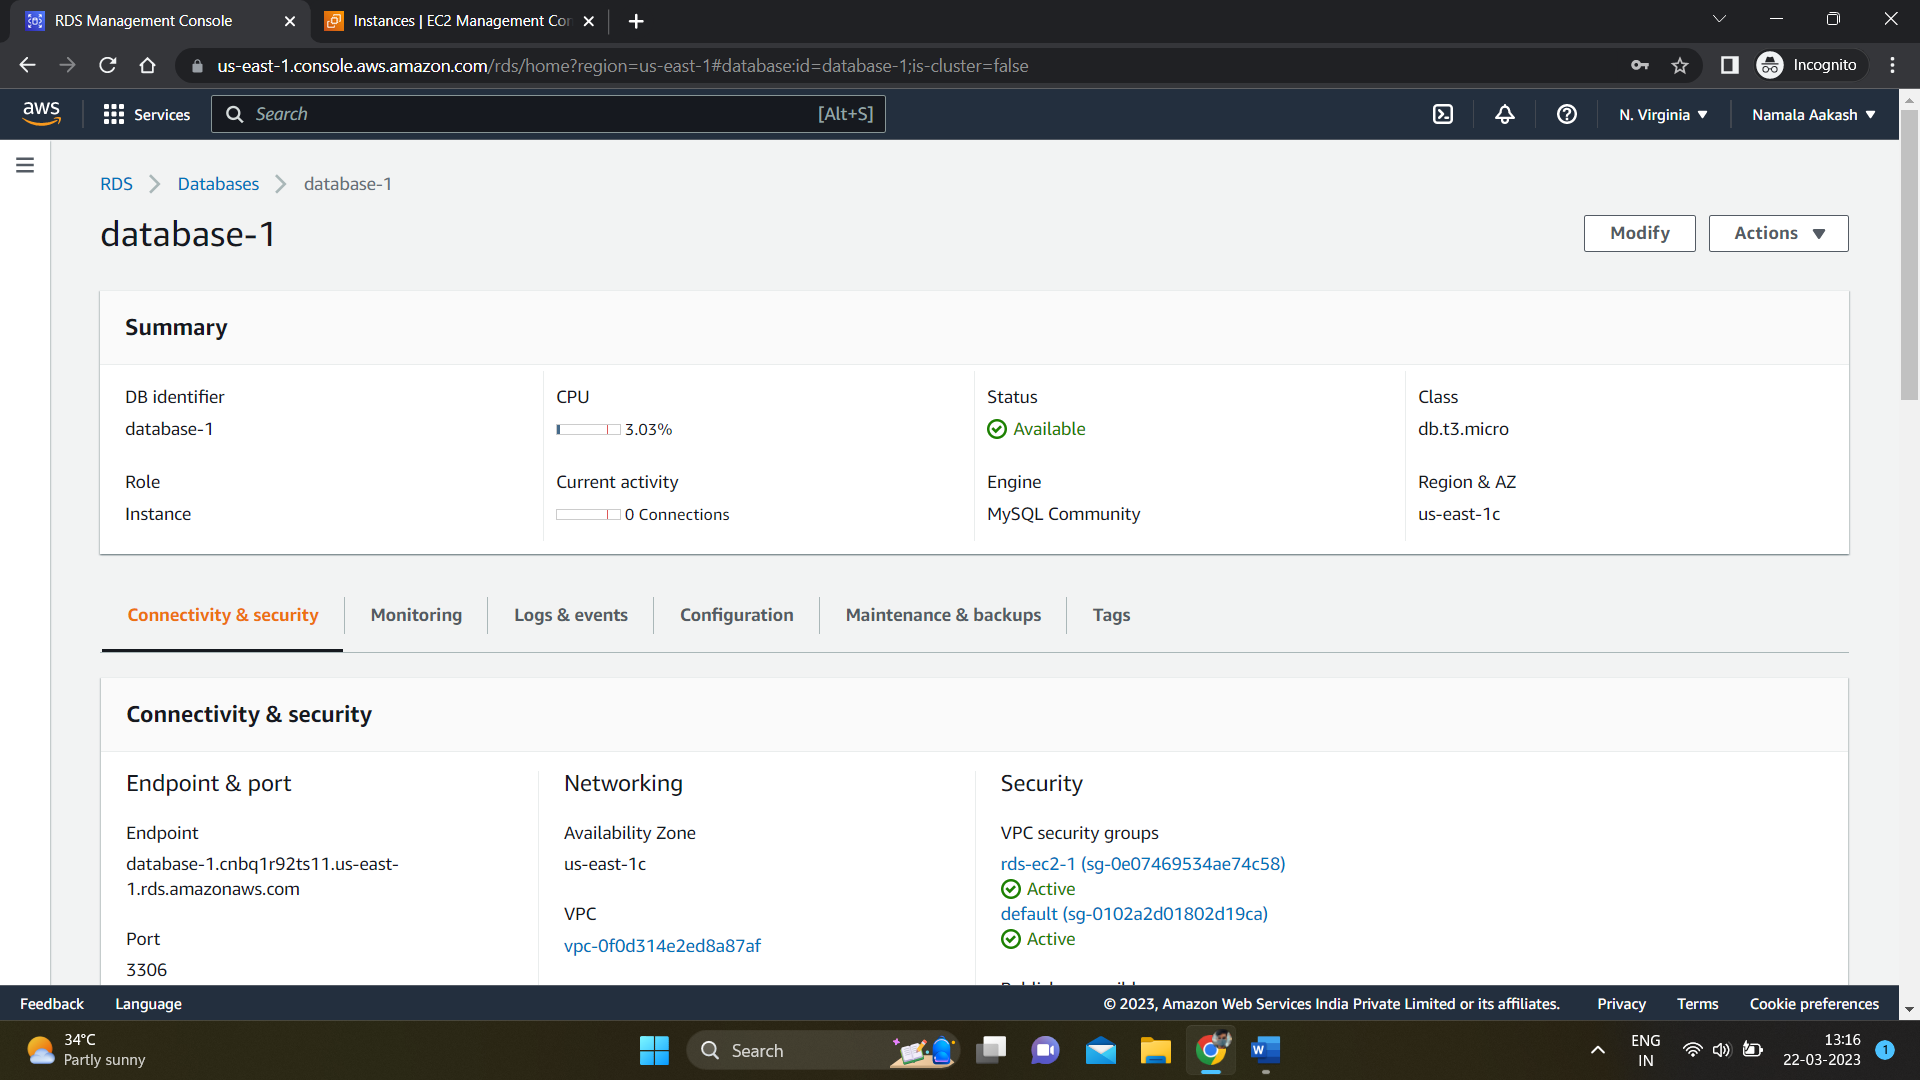 RDS Management Console
Instances | EC2 Management Con
us-east-1.console.aws.amazon.com/rds/home?region=us-east-1#database:id=database-1;is-cluster=false
Incognito
aws
Services
Search
[Alt+S]
N. Virginia
Namala Aakash
RDS
Databases
database-1
database-1
Modify
Actions
Summary
DB identifier
database-1
CPU
3.03%
Status
Available
Class
db.t3.micro
Role
Instance
Current activity
0 Connections
Engine
MySQL Community
Region & AZ
us-east-1c
Connectivity & security
Monitoring
Logs & events
Configuration
Maintenance & backups
Tags
Connectivity & security
Endpoint & port
Endpoint
database-1.cnbq1r92ts11.us-east-
1.rds.amazonaws.com
Port
3306
Networking
Availability Zone
us-east-1c
VPC
vpc-0f0d314e2ed8a87af
Security
VPC security groups
rds-ec2-1 (sg-0e07469534ae74c58)
Active
default (sg-0102a2d01802d19ca)
Active
Feedback
Language
© 2023, Amazon Web Services India Private Limited or its affiliates.
Privacy
Terms
Cookie preferences
34°C
Partly sunny
Search
W
ENG
IN
13:16
22-03-2023
1